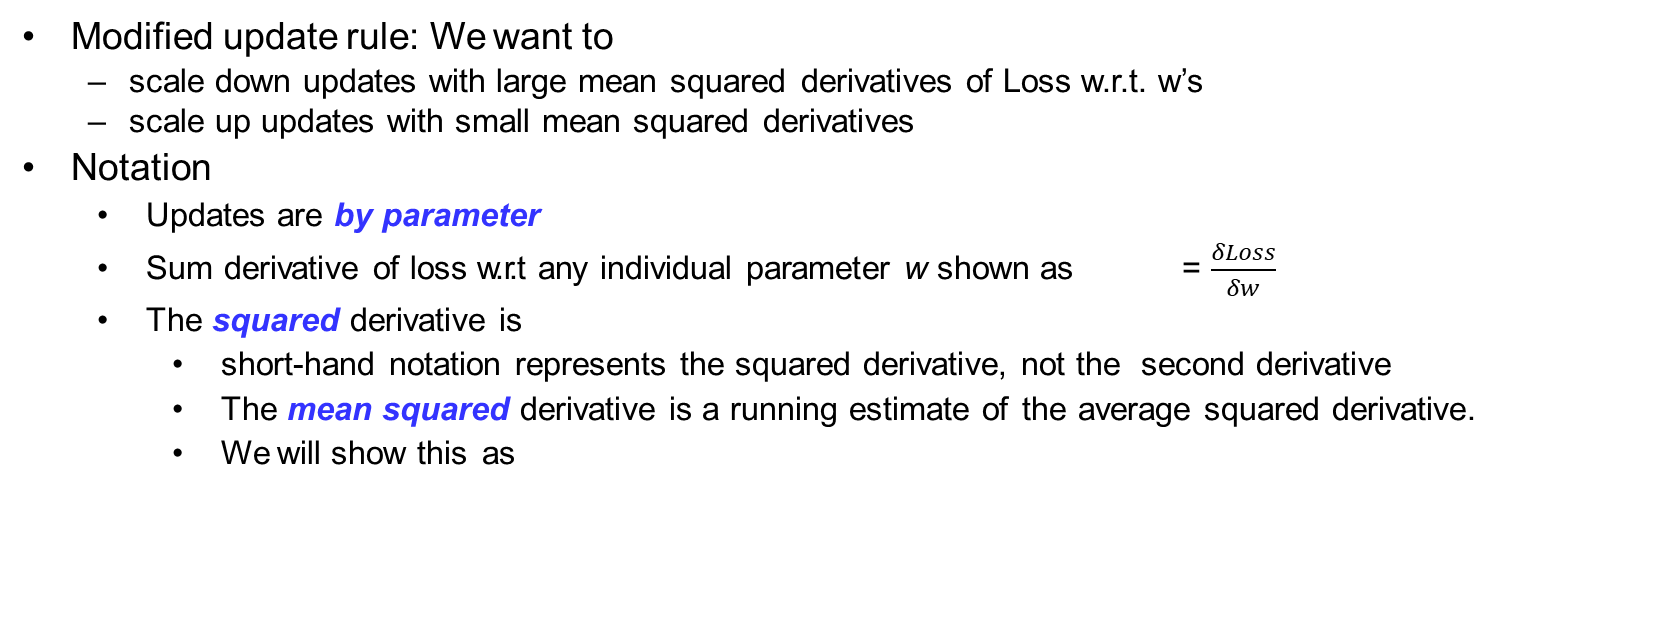 • Modified update rule: We want to
– scale down updates with large mean squared derivatives of Loss w.r.t. w’s
– scale up updates with small mean squared derivatives
• Notation
• Updates are by parameter
• Sum derivative of loss w.r.t any individual parameter w shown as = δLoss/δw
• The squared derivative is
• short-hand notation represents the squared derivative, not the second derivative
• The mean squared derivative is a running estimate of the average squared derivative.
• We will show this as